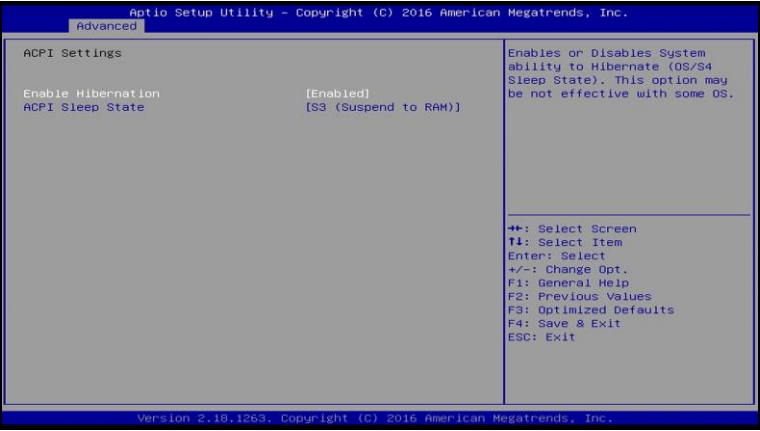 Aptio Setup Utility – Copyright (C) 2016 American Megatrends, Inc.
Advanced
ACPI Settings
Enable Hibernation [Enabled]
ACPI Sleep State [S3 (Suspend to RAM)]
Enables or Disables System
ability to Hibernate (OS/S4
Sleep State). This option may
be not effective with some OS.
→←: Select Screen
↑↓: Select Item
Enter: Select
+/-: Change Opt.
F1: General Help
F2: Previous Values
F3: Optimized Defaults
F4: Save & Exit
ESC: Exit
Version 2.18.1263. Copyright (C) 2016 American Megatrends, Inc.